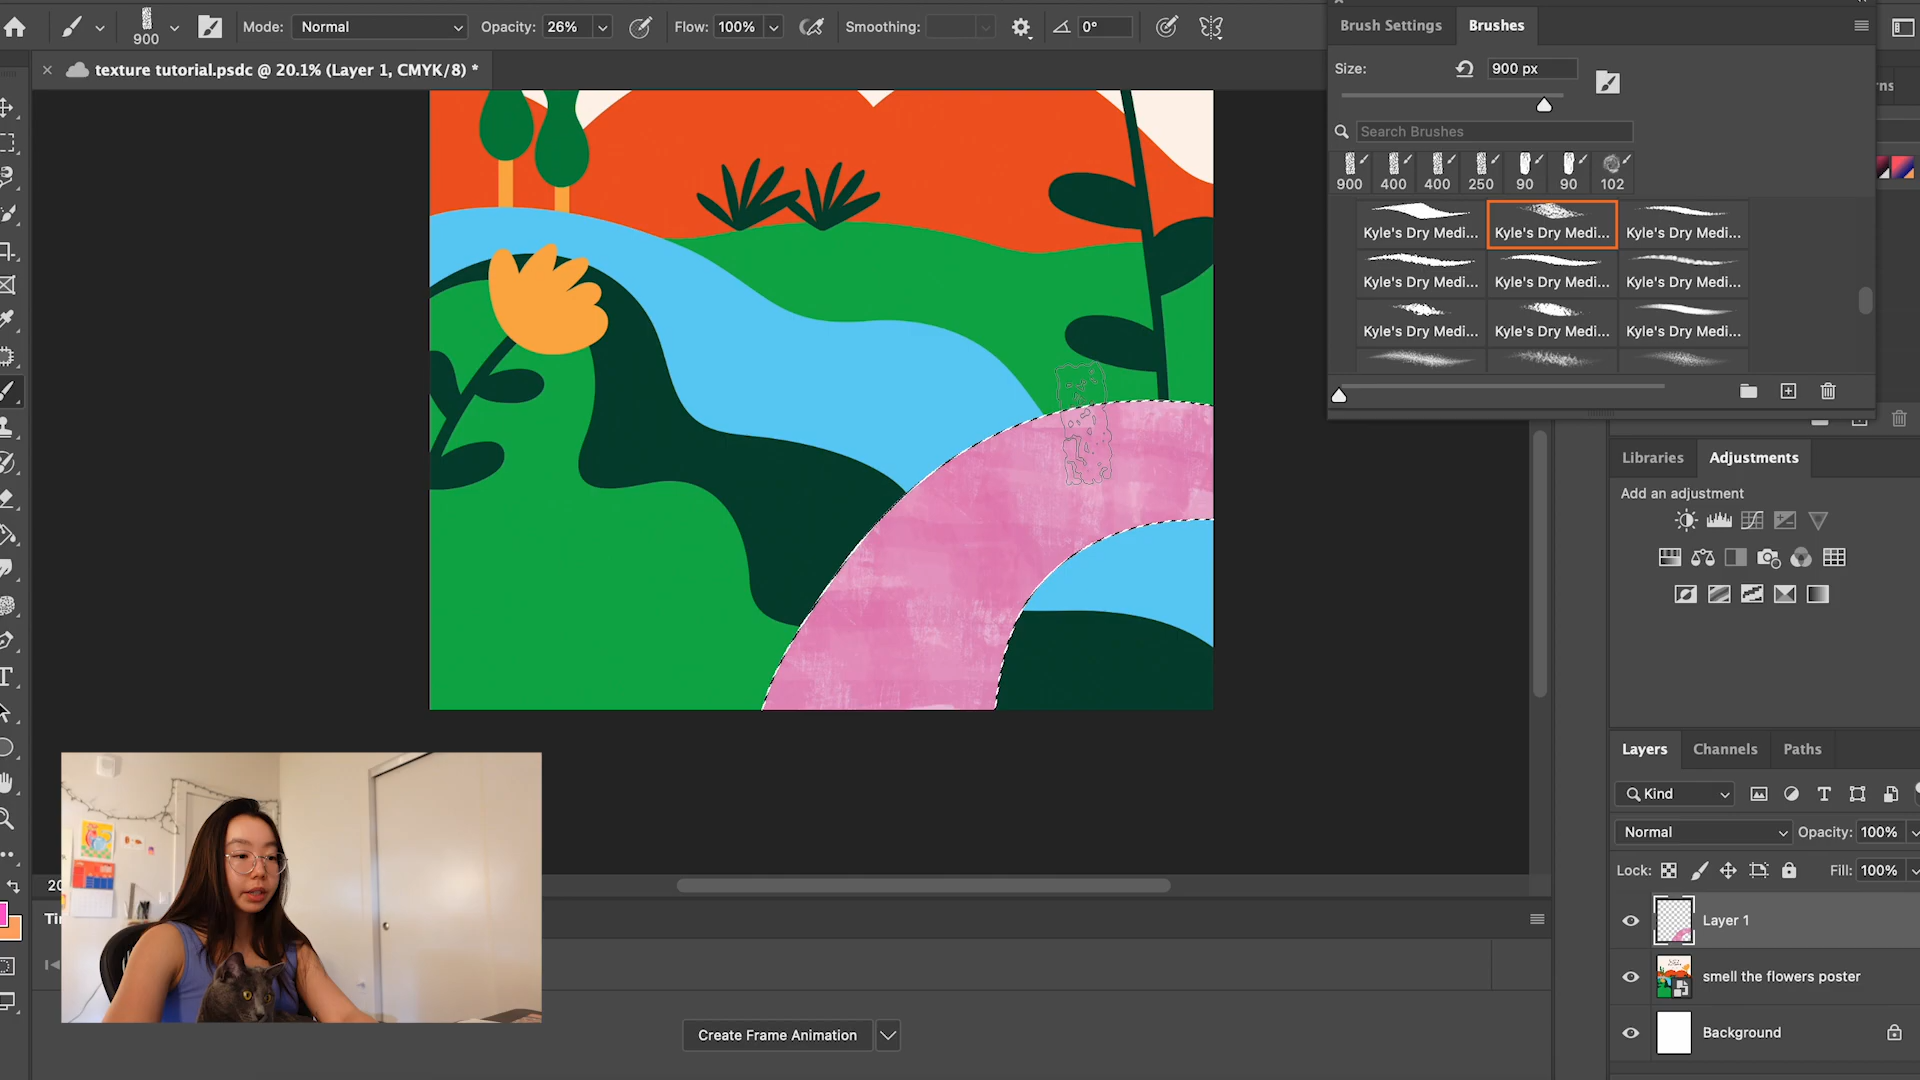 900
Mode: Normal
Opacity: 26%
Flow: 100%
Smoothing:
0°
Brush Settings
Brushes
× texture tutorial.psdc @ 20.1% (Layer 1, CMYK/8) *
Size:
900 px
Search Brushes
900 400 400 250 90 90 102
Kyle's Dry Medi... Kyle's Dry Medi... Kyle's Dry Medi...
Kyle's Dry Medi... Kyle's Dry Medi... Kyle's Dry Medi...
Kyle's Dry Medi... Kyle's Dry Medi... Kyle's Dry Medi...
Libraries
Adjustments
Add an adjustment
Layers Channels Paths
Kind
Normal
Opacity: 100%
Lock:
Fill: 100%
Layer 1
smell the flowers poster
Background
Create Frame Animation